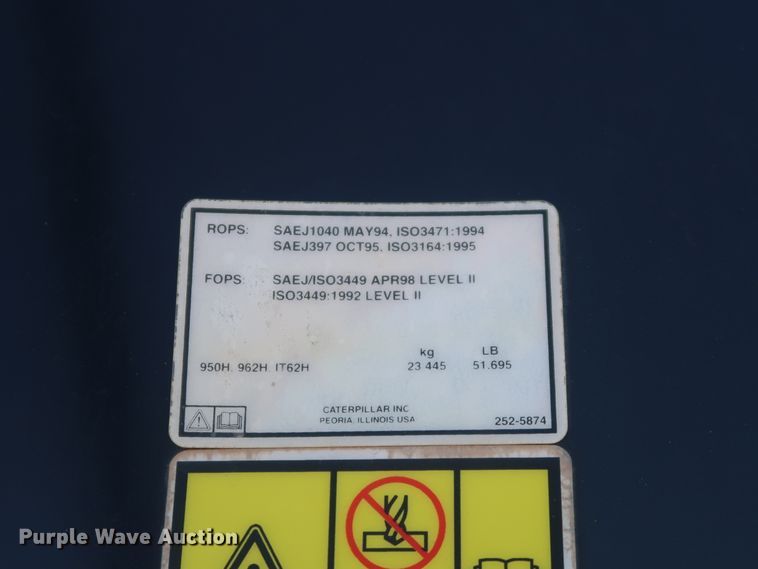 ROPS: SAEJ1040 MAY94. ISO3471:1994
SAEJ397 OCT95. ISO3164:1995
FOPS: SAEJ/ISO3449 APR98 LEVEL II
ISO3449:1992 LEVEL II
kg LB
950H. 962H. IT62H 23 445 51.695
CATERPILLAR INC
PEORIA, ILLINOIS USA 252-5874
Purple Wave Auction